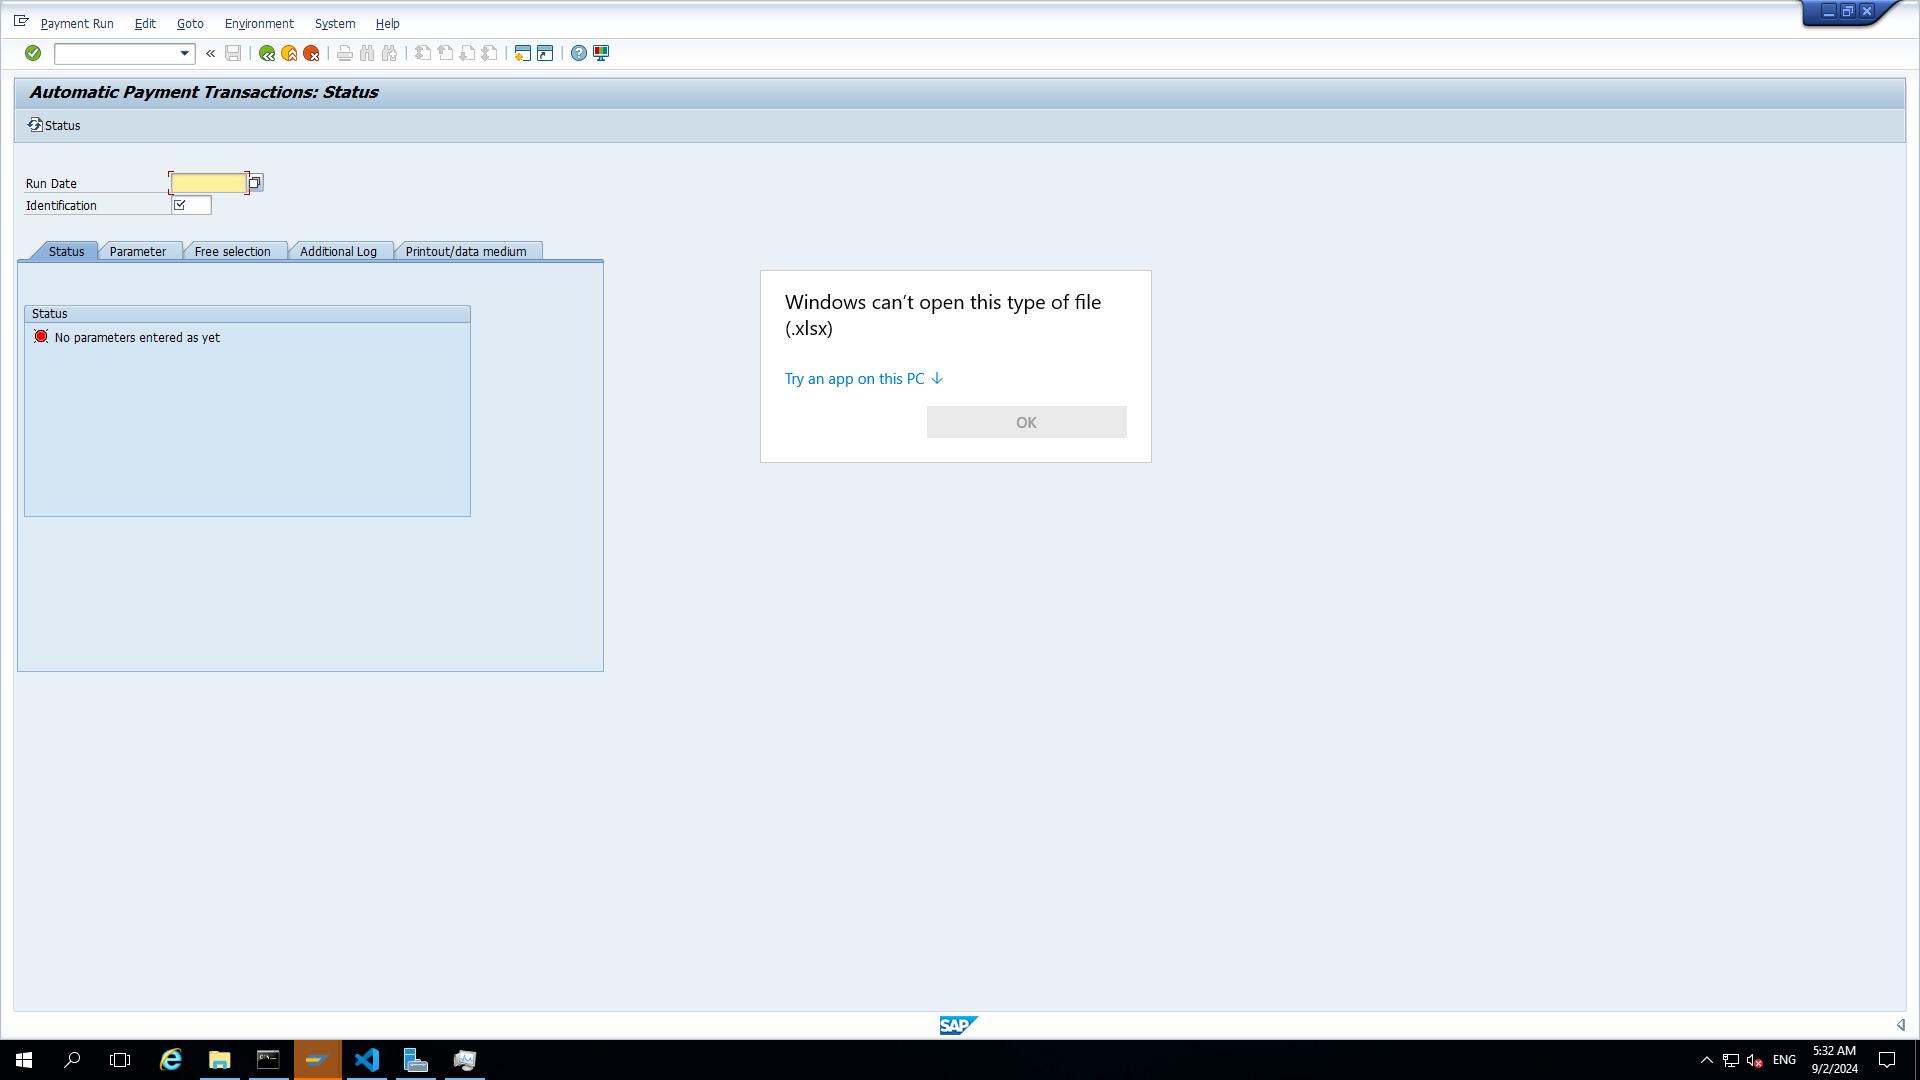 Payment Run Edit Goto Environment System Help
Automatic Payment Transactions: Status
Status
Run Date
Identification
Status Parameter Free selection Additional Log Printout/data medium
Status
No parameters entered as yet
Windows can't open this type of file
(.xlsx)
Try an app on this PC
OK
SAP
ENG
5:32 AM
9/2/2024